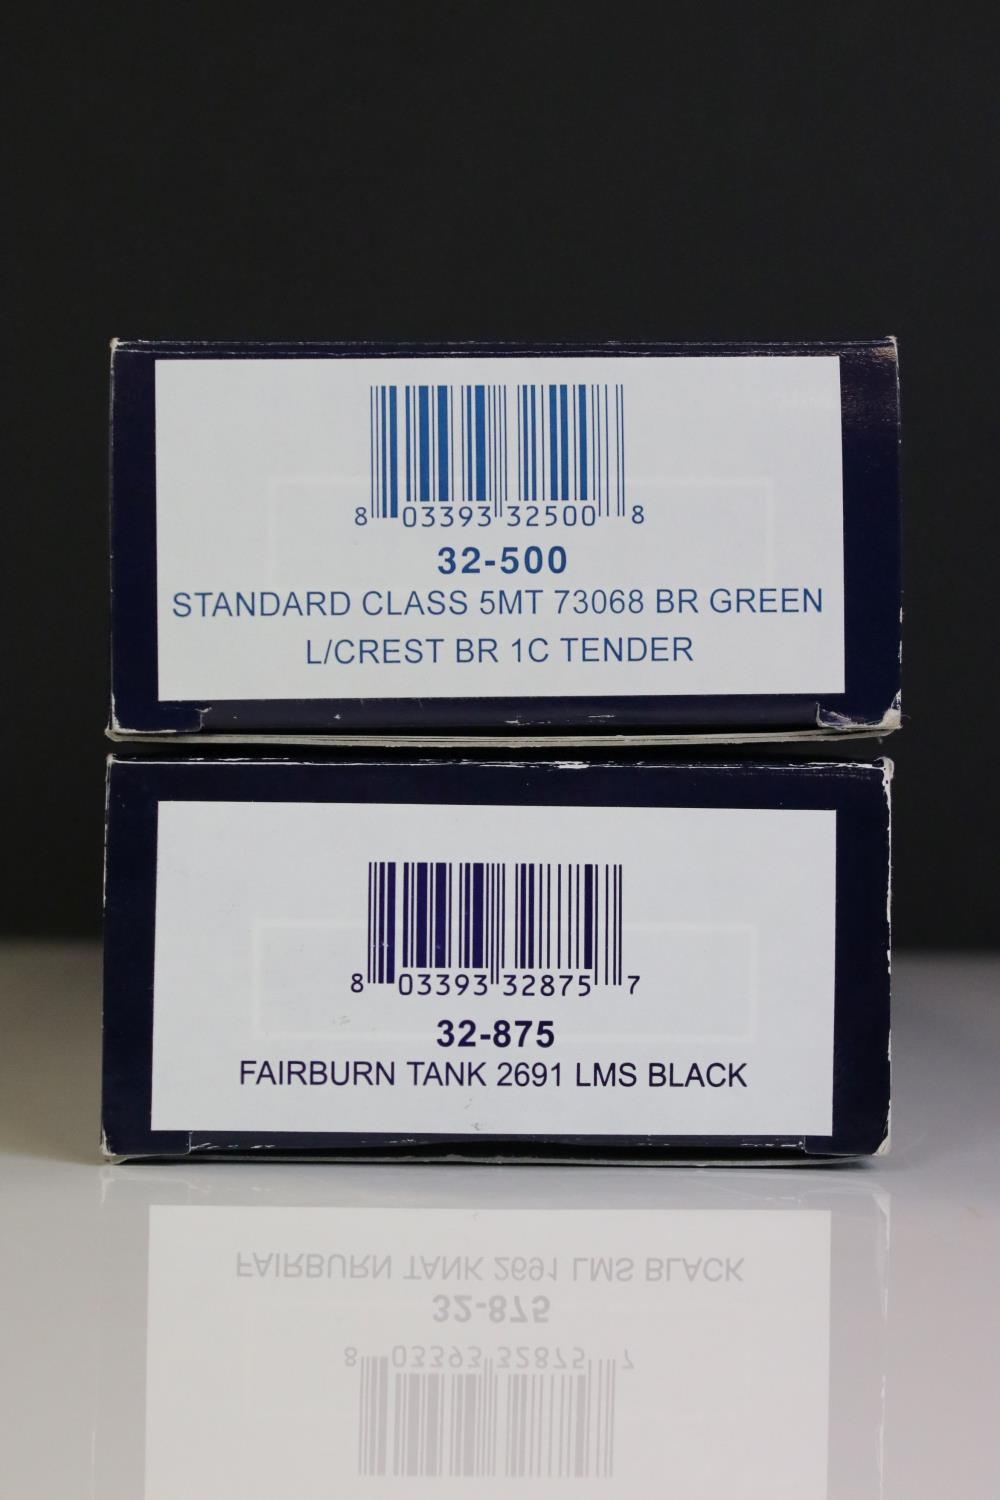 8 03393 32500 8
32-500
STANDARD CLASS 5MT 73068 BR GREEN
L/CREST BR 1C TENDER
8 03393 32875 7
32-875
FAIRBURN TANK 2691 LMS BLACK